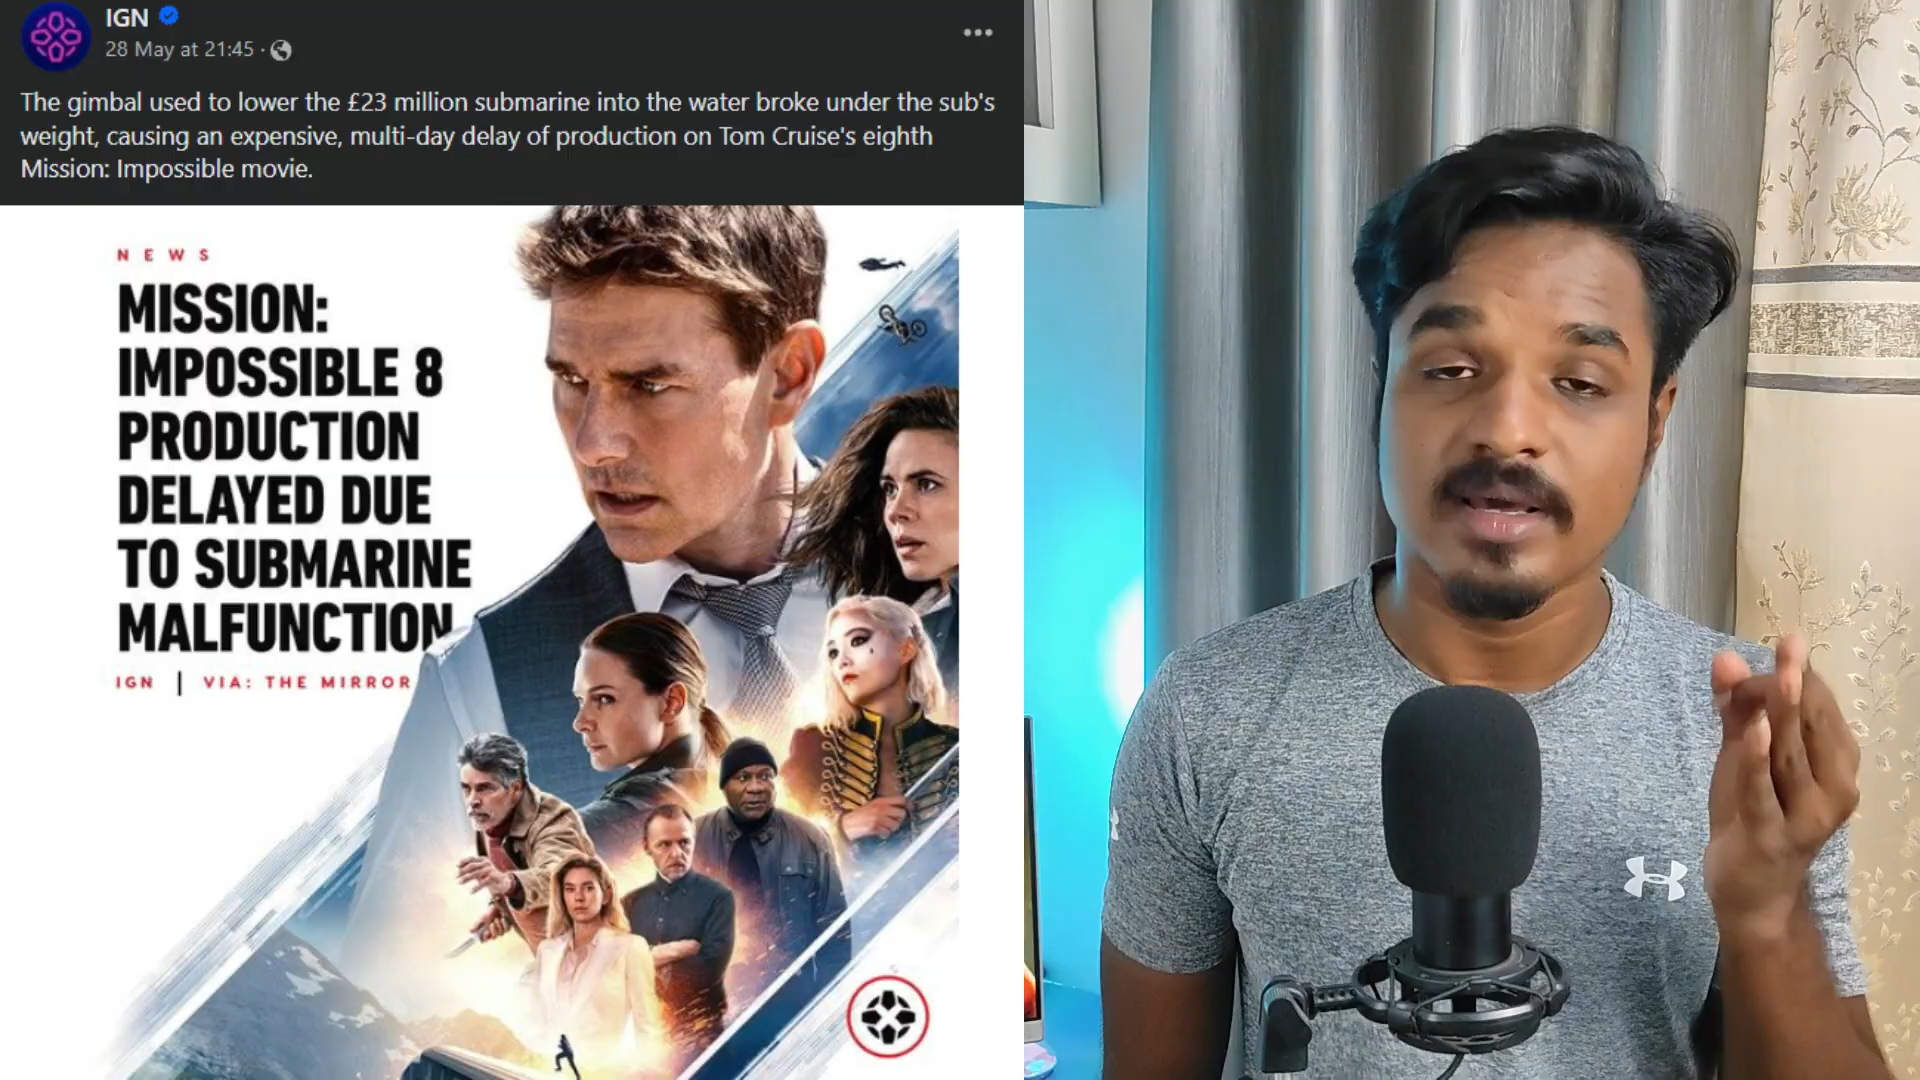 IGN
28 May at 21:45 ·
The gimbal used to lower the £23 million submarine into the water broke under the sub's
weight, causing an expensive, multi-day delay of production on Tom Cruise's eighth
Mission: Impossible movie.
NEWS
MISSION:
IMPOSSIBLE 8
PRODUCTION
DELAYED DUE
TO SUBMARINE
MALFUNCTION
IGN | VIA: THE MIRROR